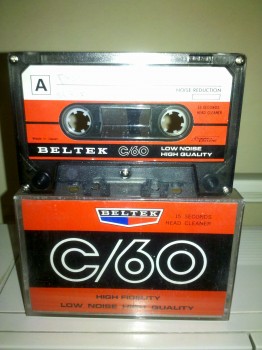 A
NOISE REDUCTION
15 SECONDS
HEAD CLEANER
BELTEK C/60 LOW NOISE
HIGH QUALITY
BELTEK
15 SECONDS
HEAD CLEANER
C/60
HIGH FIDELITY
LOW NOISE HIGH QUALITY